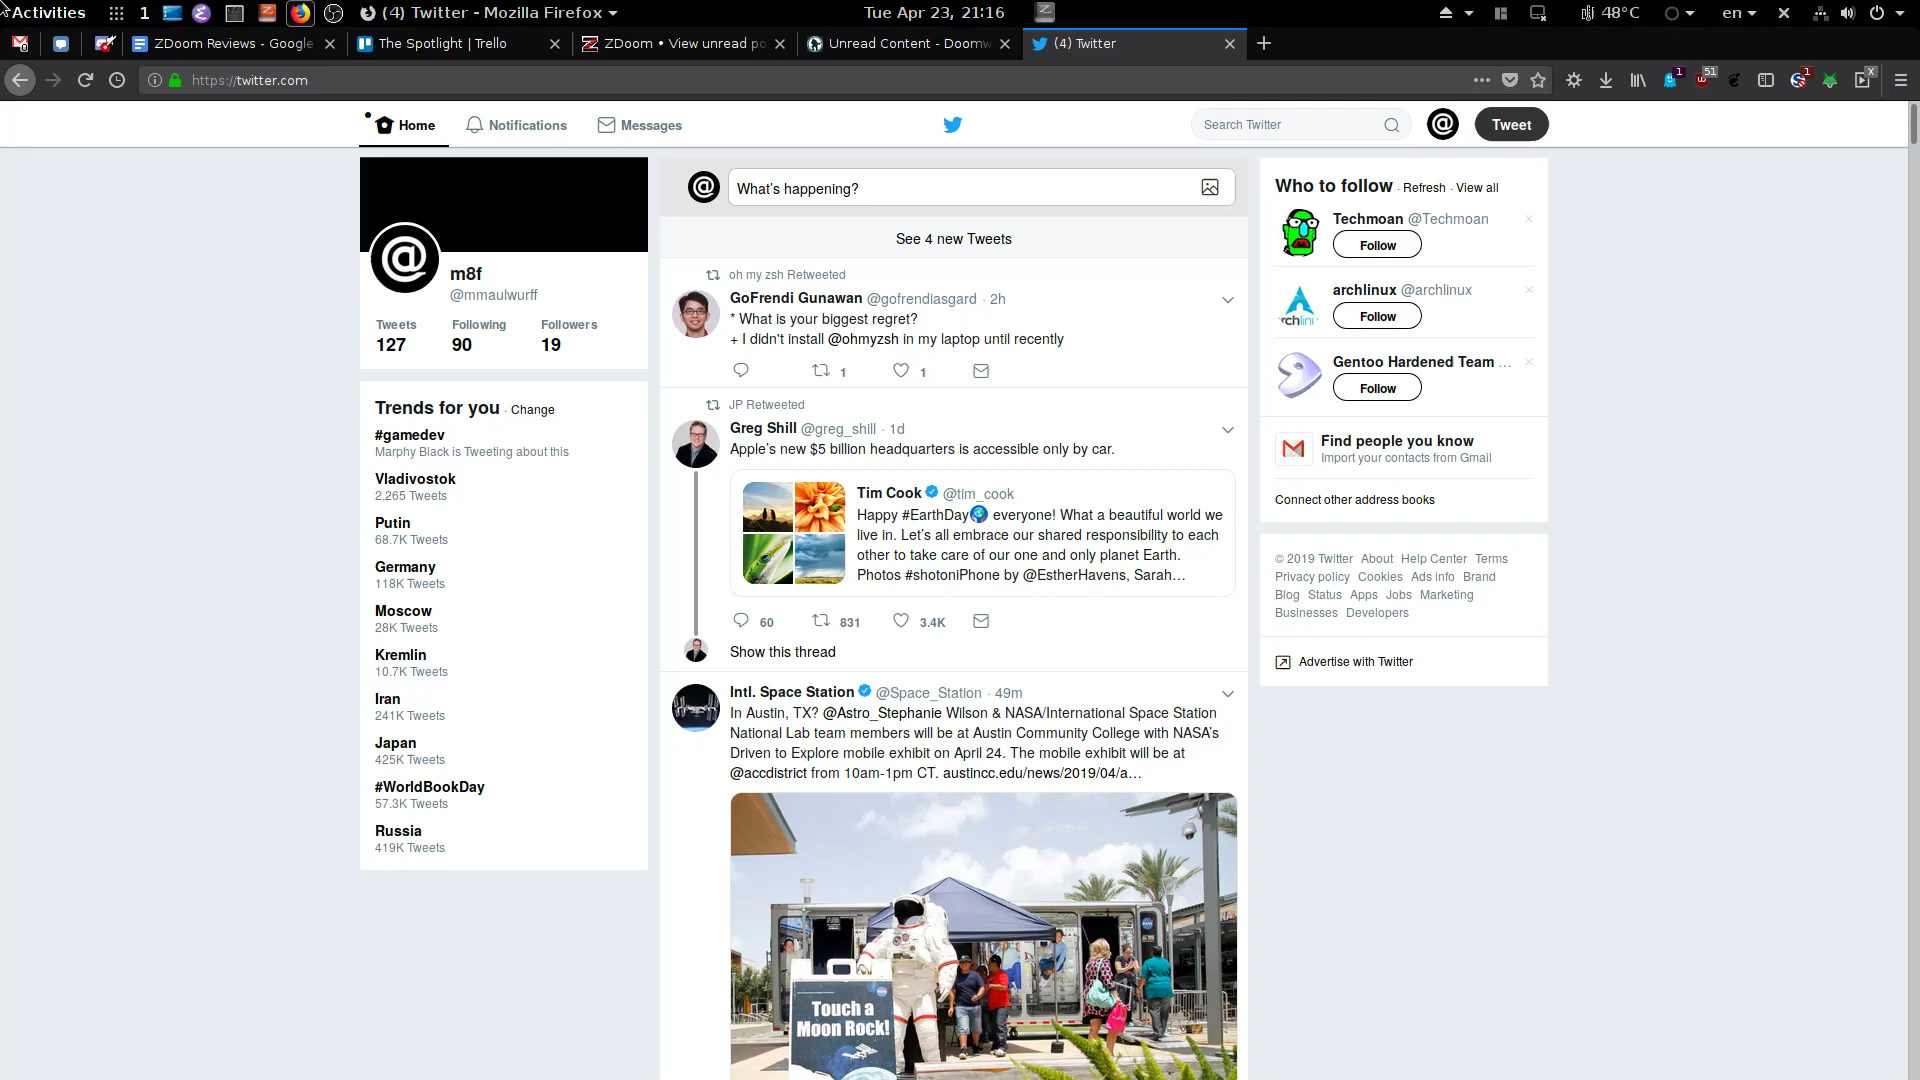 Activities
1
(4) Twitter - Mozilla Firefox
Tue Apr 23, 21:16
48°C
en
ZDoom Reviews - Google
The Spotlight | Trello
ZDoom • View unread po
Unread Content - Doomw
(4) Twitter
https://twitter.com
1
51
1
X
Home
Notifications
Messages
Search Twitter
Tweet
m8f
@mmaulwurff
Tweets Following Followers
127 90 19
Trends for you · Change
#gamedev
Marphy Black is Tweeting about this
Vladivostok
2,265 Tweets
Putin
68.7K Tweets
Germany
118K Tweets
Moscow
28K Tweets
Kremlin
10.7K Tweets
Iran
241K Tweets
Japan
425K Tweets
#WorldBookDay
57.3K Tweets
Russia
419K Tweets
What's happening?
See 4 new Tweets
oh my zsh Retweeted
GoFrendi Gunawan @gofrendiasgard · 2h
* What is your biggest regret?
+ I didn't install @ohmyzsh in my laptop until recently
1 1
JP Retweeted
Greg Shill @greg_shill · 1d
Apple's new $5 billion headquarters is accessible only by car.
Tim Cook @tim_cook
Happy #EarthDay everyone! What a beautiful world we
live in. Let's all embrace our shared responsibility to each
other to take care of our one and only planet Earth.
Photos #shotoniPhone by @EstherHavens, Sarah…
60 831 3.4K
Show this thread
Intl. Space Station @Space_Station · 49m
In Austin, TX? @Astro_Stephanie Wilson & NASA/International Space Station
National Lab team members will be at Austin Community College with NASA's
Driven to Explore mobile exhibit on April 24. The mobile exhibit will be at
@accdistrict from 10am-1pm CT. austincc.edu/news/2019/04/a…
Touch a
Moon Rock!
Who to follow · Refresh · View all
Techmoan @Techmoan
Follow
archlinux @archlinux
Follow
rchlin
Gentoo Hardened Team …
Follow
Find people you know
Import your contacts from Gmail
Connect other address books
© 2019 Twitter About Help Center Terms
Privacy policy Cookies Ads info Brand
Blog Status Apps Jobs Marketing
Businesses Developers
Advertise with Twitter